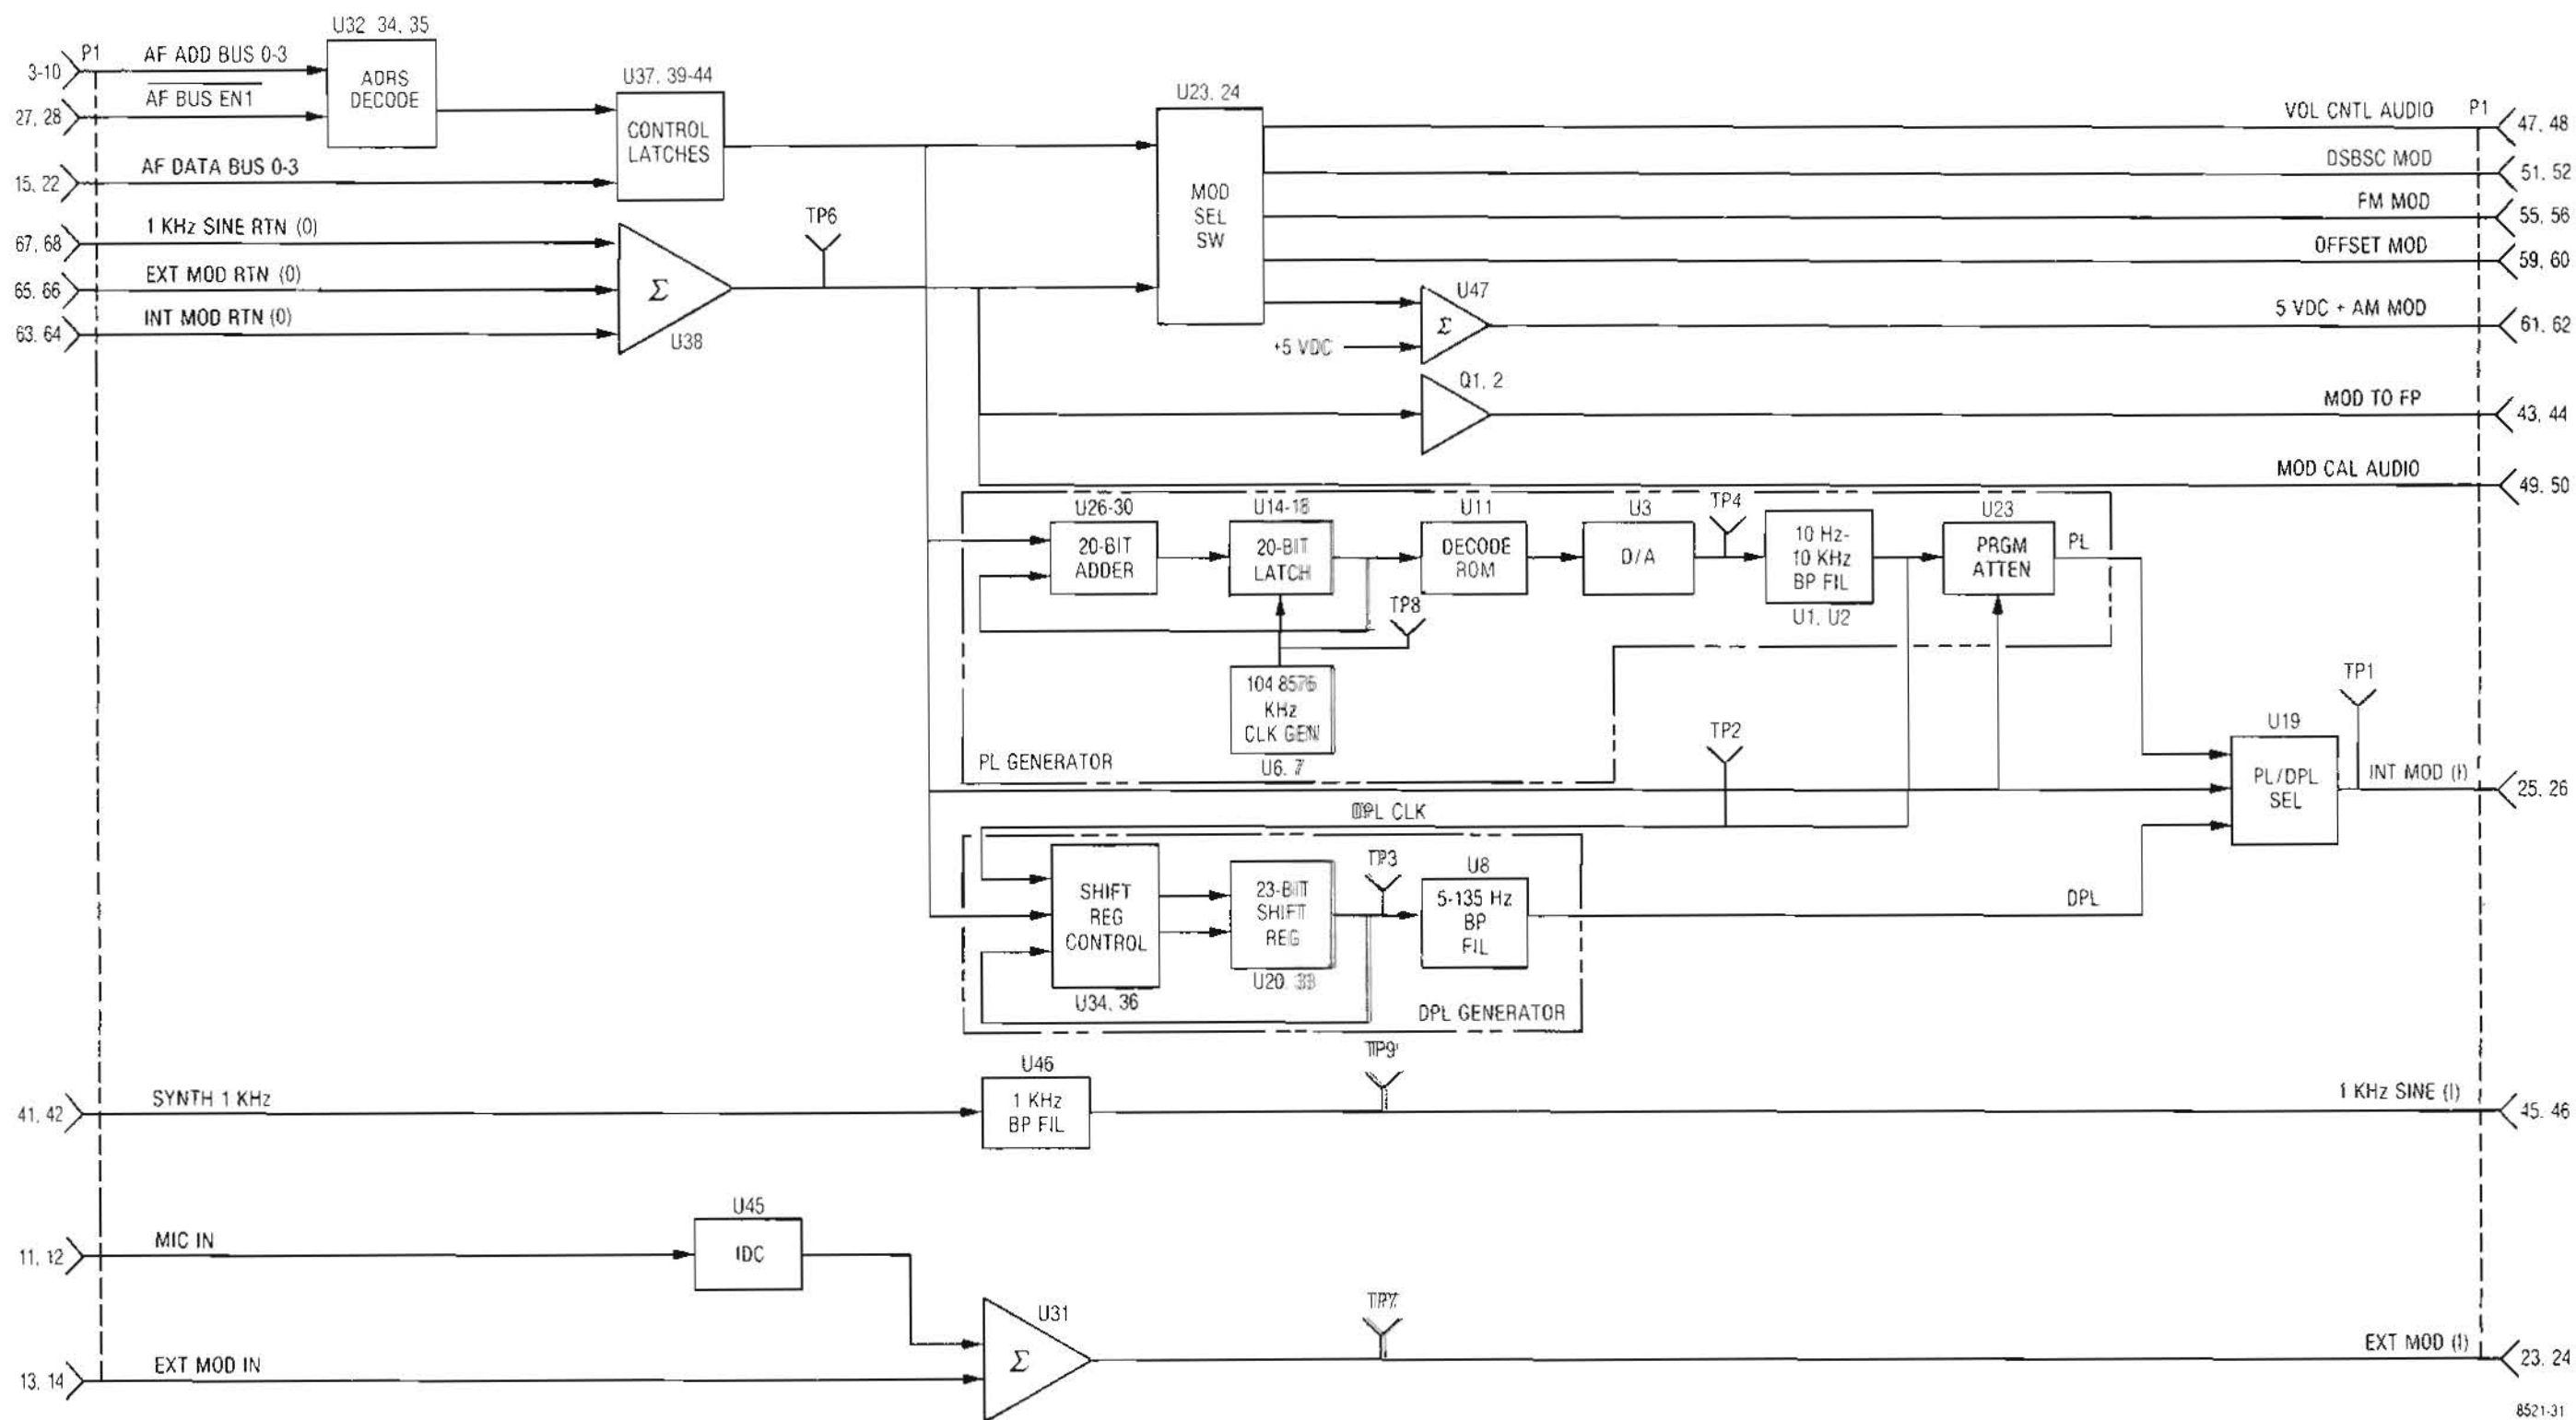 U32 34, 35
3-10
P1
AF ADD BUS 0-3
27, 28
AF BUS EN1
ADRS
DECODE
U37, 39-44
CONTROL
LATCHES
15, 22
AF DATA BUS 0-3
67, 68
1 KHz SINE RTN (0)
65, 66
EXT MOD RTN (0)
63, 64
INT MOD RTN (0)
Σ
U38
TP6
U23, 24
MOD
SEL
SW
VOL CNTL AUDIO
P1
47, 48
DSBSC MOD
51, 52
FM MOD
55, 56
OFFSET MOD
59, 60
U47
Σ
+5 VDC
5 VDC + AM MOD
61, 62
Q1, 2
MOD TO FP
43, 44
MOD CAL AUDIO
49, 50
U26-30
20-BIT
ADDER
U14-18
20-BIT
LATCH
U11
DECODE
ROM
U3
D/A
TP4
10 Hz-
10 KHz
BP FIL
U1, U2
U23
PRGM
ATTEN
PL
TP8
104 8576
KHz
CLK GEN
U6, 7
PL GENERATOR
TP2
DPL CLK
U19
PL/DPL
SEL
TP1
INT MOD (I)
25, 26
SHIFT
REG
CONTROL
U34, 36
23-BIT
SHIFT
REG
U20, 33
TP3
U8
5-135 Hz
BP
FIL
DPL GENERATOR
DPL
41, 42
SYNTH 1 KHz
U46
1 KHz
BP FIL
TP9
1 KHz SINE (I)
45, 46
11, 12
MIC IN
U45
IDC
13, 14
EXT MOD IN
U31
Σ
TP7
EXT MOD (I)
23, 24
8521-31